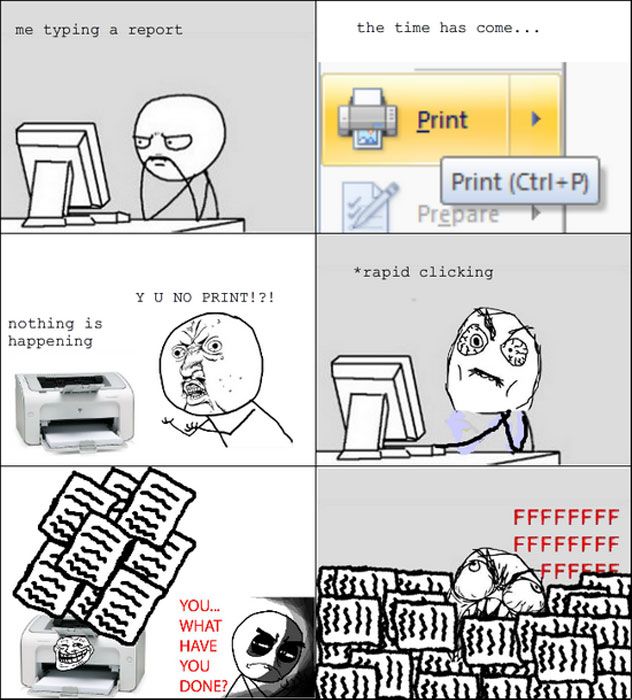 me typing a report
the time has come...
Print
Print (Ctrl+P)
Prepare
Y U NO PRINT!?!
nothing is
happening
*rapid clicking
YOU...
WHAT
HAVE
YOU
DONE?
FFFFFFFF
FFFFFFFF
FFFFFF